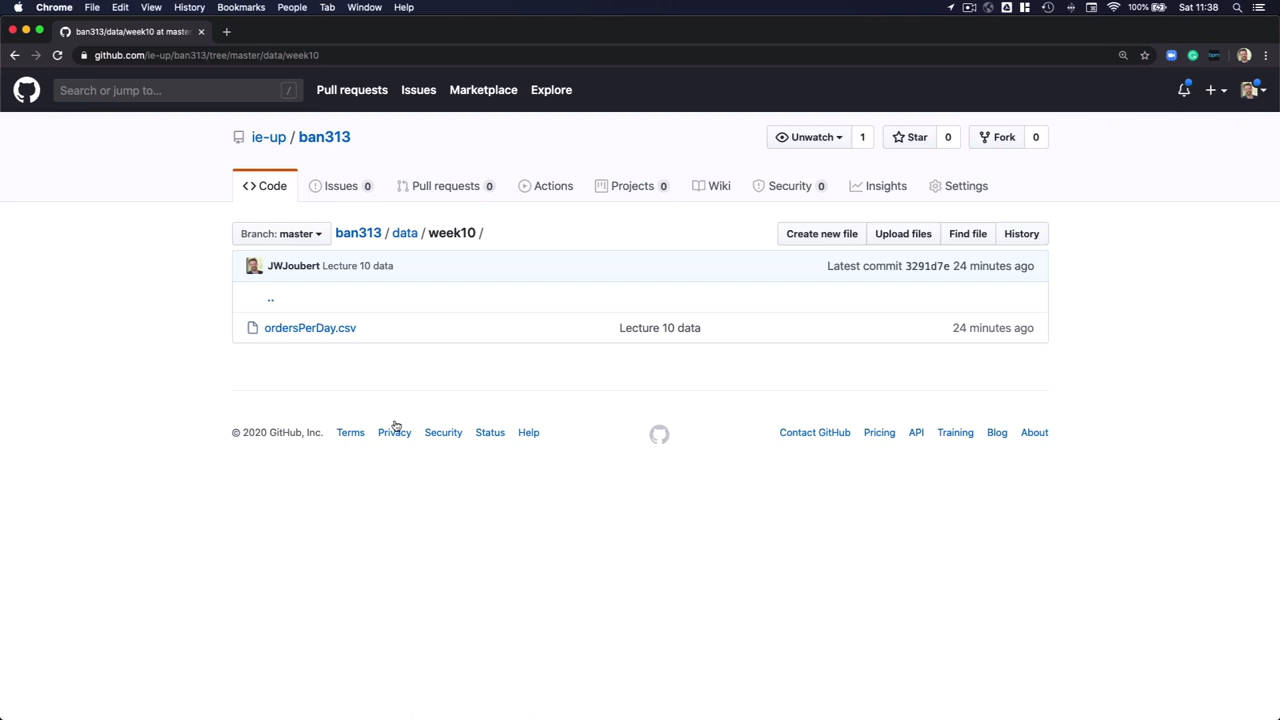 Chrome File Edit View History Bookmarks People Tab Window Help 100% Sat 11:38
ban313/data/week10 at master
github.com/ie-up/ban313/tree/master/data/week10
Search or jump to... / Pull requests Issues Marketplace Explore
ie-up / ban313 Unwatch 1 Star 0 Fork 0
Code Issues 0 Pull requests 0 Actions Projects 0 Wiki Security 0 Insights Settings
Branch: master ban313 / data / week10 / Create new file Upload files Find file History
JWJoubert Lecture 10 data Latest commit 3291d7e 24 minutes ago
..
ordersPerDay.csv Lecture 10 data 24 minutes ago
© 2020 GitHub, Inc. Terms Privacy Security Status Help Contact GitHub Pricing API Training Blog About